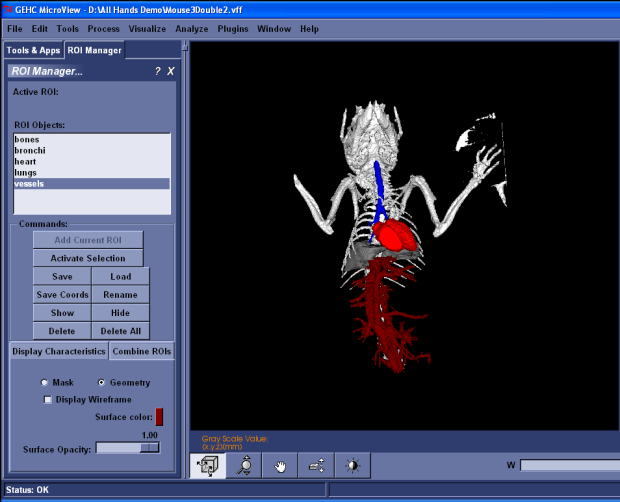 GEHC MicroView - D:\All Hands Demo\Mouse3Double2.vff
File Edit Tools Process Visualize Analyze Plugins Window Help
Tools & Apps ROI Manager
ROI Manager... ? X
Active ROI:
ROI Objects:
bones
bronchi
heart
lungs
vessels
Commands:
Add Current ROI
Activate Selection
Save Load
Save Coords Rename
Show Hide
Delete Delete All
Display Characteristics Combine ROIs
Mask Geometry
Display Wireframe
Surface color:
1.00
Surface Opacity:
Gray Scale Value:
(x,y,z)(mm)
W
Status: OK